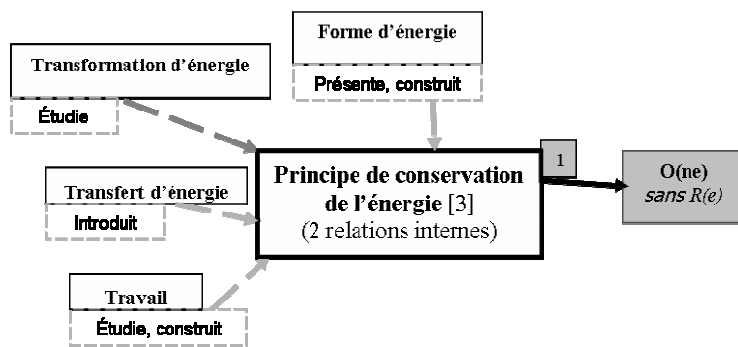 Forme d'énergie
Présente, construit
Transformation d'énergie
Étudie
Transfert d'énergie
Introduit
Travail
Étudie, construit
Principe de conservation
de l'énergie [3]
(2 relations internes)
1
O(ne)
sans R(e)